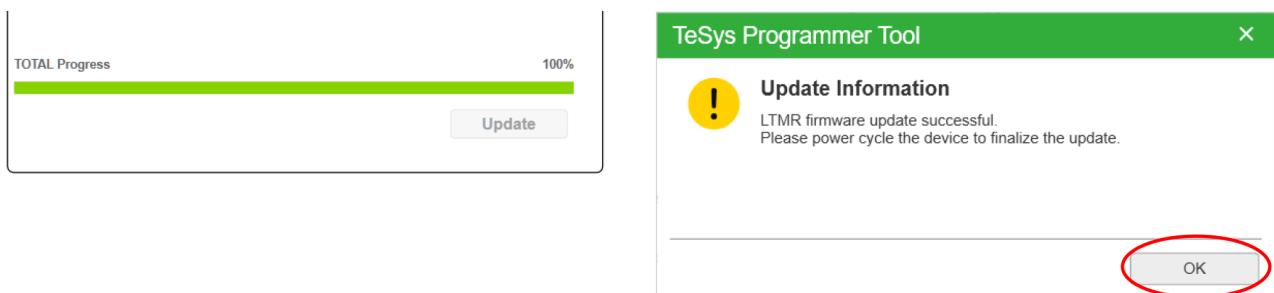 TOTAL Progress 100%
Update
TeSys Programmer Tool
Update Information
LTMR firmware update successful.
Please power cycle the device to finalize the update.
OK